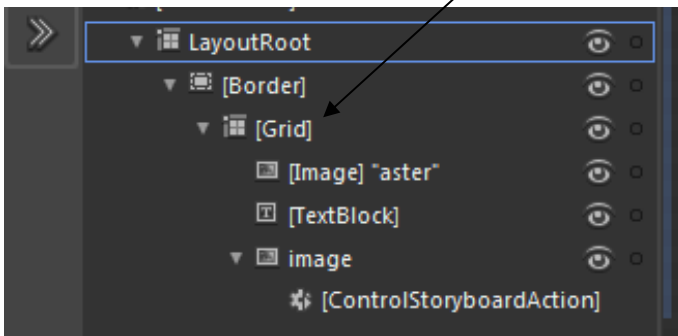 LayoutRoot
[Border]
[Grid]
[Image] "aster"
[TextBlock]
image
[ControlStoryboardAction]